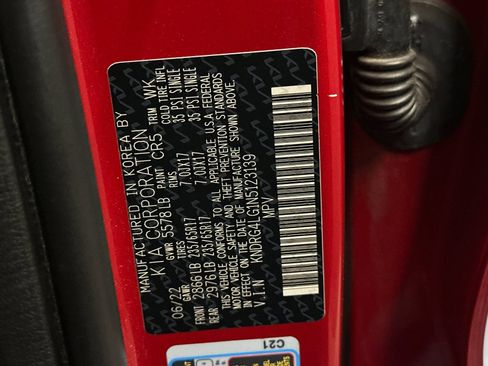 MANUFACTURED IN KOREA BY
KIA CORPORATION
06/22 GVWR 5578LB PAINT CR5 TRIM WK
GAWR TIRES RIMS COLD TIRE INFL
FRONT 2866LB 235/65R17 7.0JX17 35 PSI SINGLE
REAR 2976LB 235/65R17 7.0JX17 35 PSI SINGLE
THIS VEHICLE CONFORMS TO ALL APPLICABLE U.S.A. FEDERAL
MOTOR VEHICLE SAFETY AND THEFT PREVENTION STANDARDS
IN EFFECT ON THE DATE OF MANUFACTURE SHOWN ABOVE.
V.I.N KNDRG4LG1N5123139
MPV
C21